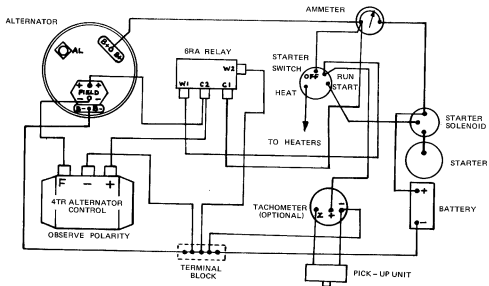 AMMETER
ALTERNATOR
B+ B+
AL
6RA RELAY
W2
W1 C2 C1
STARTER
SWITCH
OFF
RUN
START
HEAT
+ +
FIELD
- -
B- B-
TO HEATERS
STARTER
SOLENOID
STARTER
F - +
4TR ALTERNATOR
CONTROL
OBSERVE POLARITY
TACHOMETER
(OPTIONAL)
+ -
+
-
BATTERY
TERMINAL
BLOCK
PICK-UP UNIT